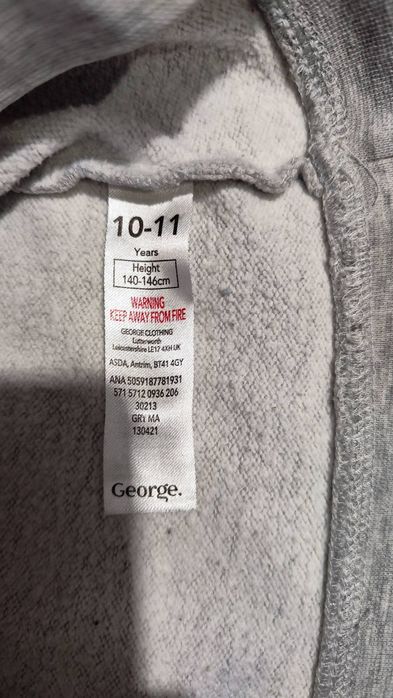 10-11
Years
Height
140-146cm
WARNING
KEEP AWAY FROM FIRE
GEORGE CLOTHING
Lutterworth
Leicestershire LE17 4XH UK
ASDA, Antrim, BT41 4GY
ANA 5059187781931
571 5712 0936 206
30213
GRY MA
130421
George.